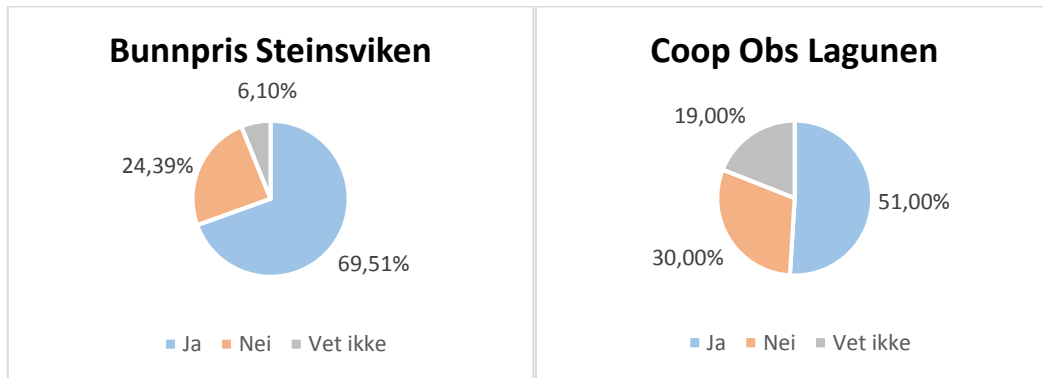 Bunnpris Steinsviken
6,10%
24,39%
69,51%
Ja Nei Vet ikke
Coop Obs Lagunen
19,00%
51,00%
30,00%
Ja Nei Vet ikke